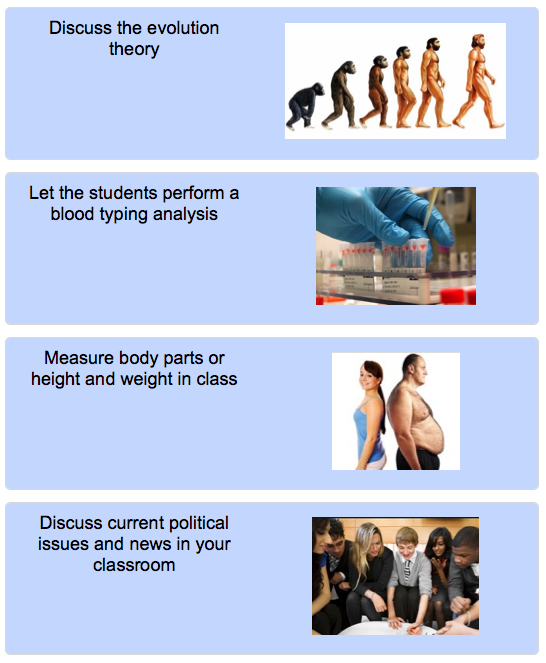 Discuss the evolution
theory
Let the students perform a
blood typing analysis
Measure body parts or
height and weight in class
Discuss current political
issues and news in your
classroom